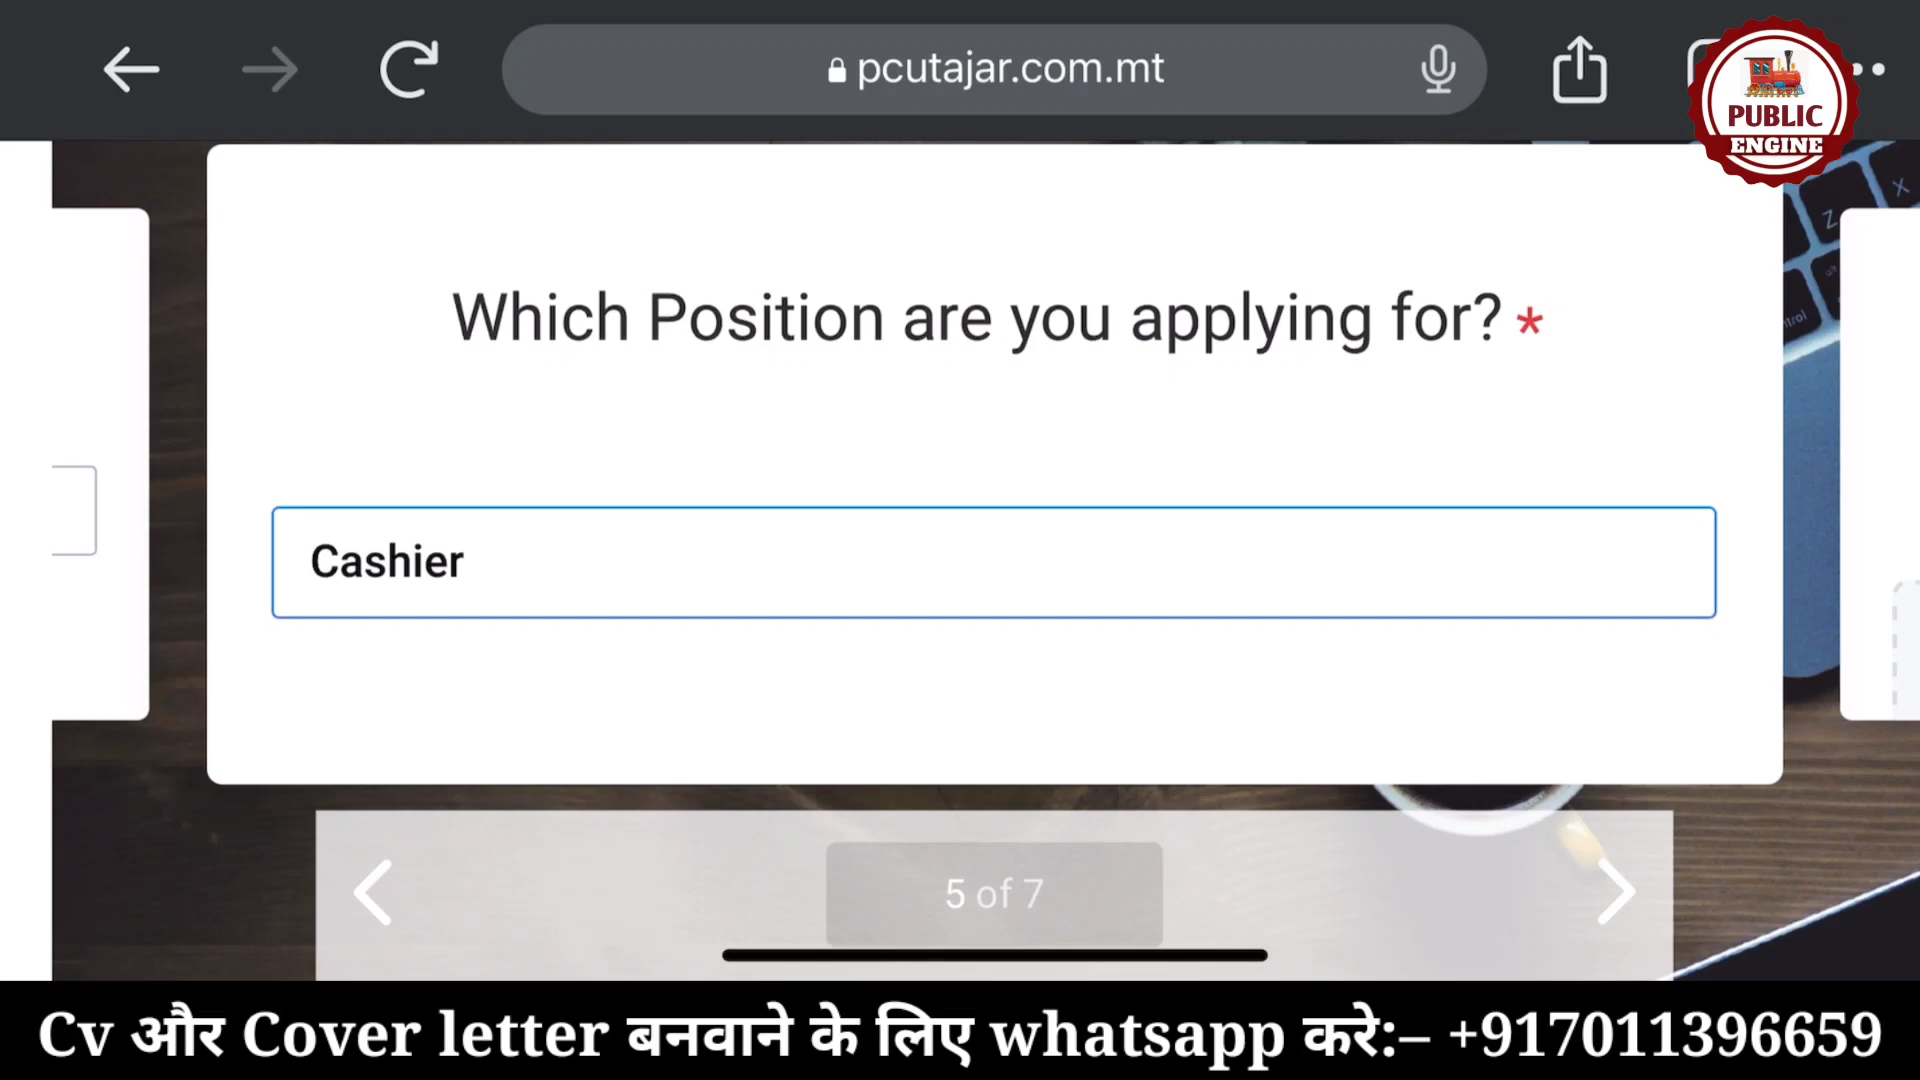 pcutajar.com.mt
PUBLIC
ENGINE
Z
X
Which Position are you applying for? *
Cashier
5 of 7
Cv और Cover letter बनवाने के लिए whatsapp करे:– +917011396659